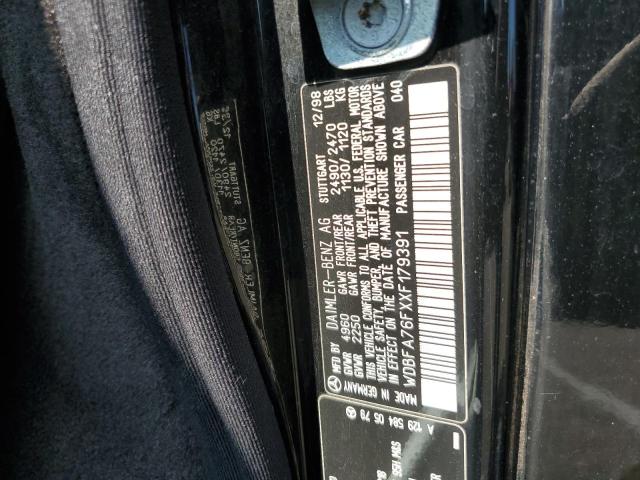 MFD BY DAIMLER-BENZ AG STUTTGART 12/98
GVWR 4960 GAWR FRONT/REAR 2490/2470 LBS
GVWR 2250 GAWR FRONT/REAR 1130/1120 KG
THIS VEHICLE CONFORMS TO ALL APPLICABLE U.S. FEDERAL MOTOR
VEHICLE SAFETY, BUMPER, AND THEFT PREVENTION STANDARDS
IN EFFECT ON THE DATE OF MANUFACTURE SHOWN ABOVE
WDBFA76FXXF179391 PASSENGER CAR 040
MADE IN GERMANY
A 129 584 05 78